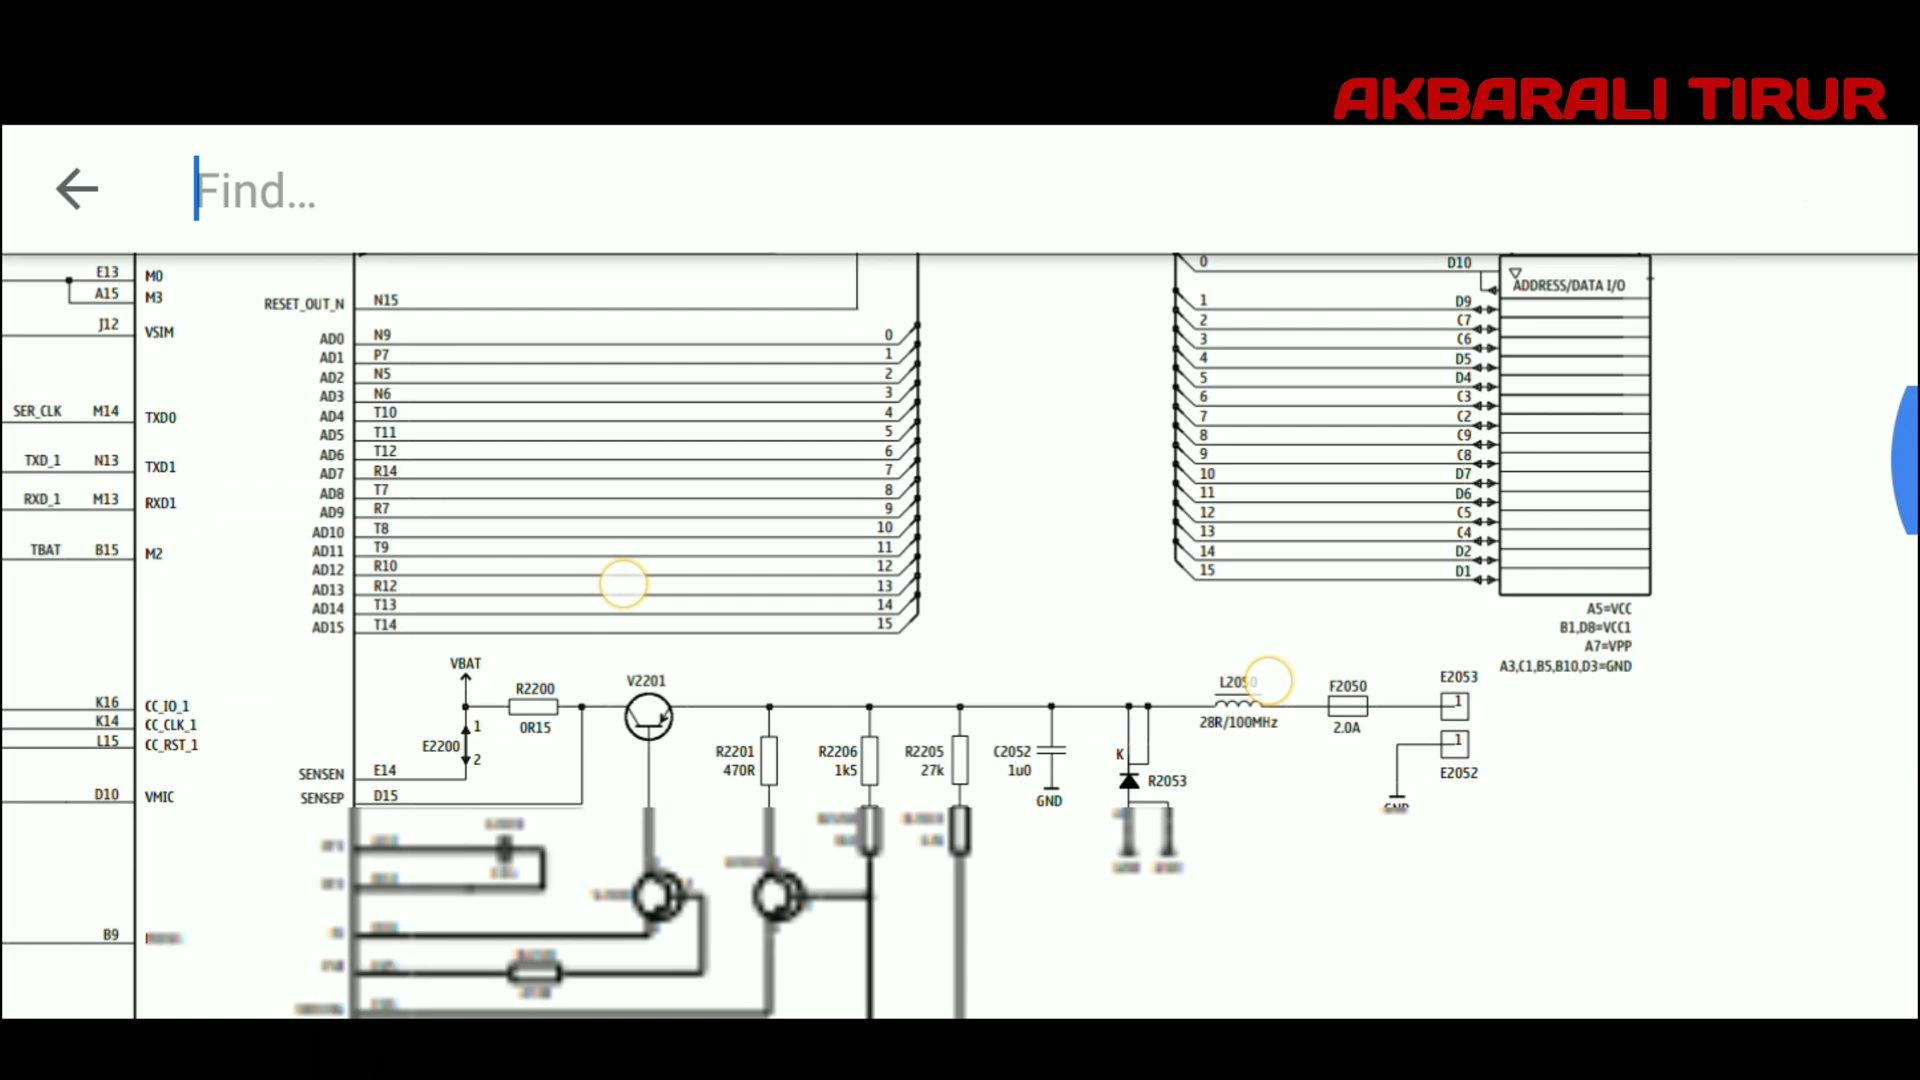 AKBARALI TIRUR
Find...
E13 M0
A15 M3
J12 VSIM
SER_CLK M14 TXD0
TXD_1 N13 TXD1
RXD_1 M13 RXD1
TBAT B15 M2
K16 CC_IO_1
K14 CC_CLK_1
L15 CC_RST_1
D10 VMIC
B9
RESET_OUT_N N15
AD0 N9 0
AD1 P7 1
AD2 N5 2
AD3 N6 3
AD4 T10 4
AD5 T11 5
AD6 T12 6
AD7 R14 7
AD8 T7 8
AD9 R7 9
AD10 T8 10
AD11 T9 11
AD12 R10 12
AD13 R12 13
AD14 T13 14
AD15 T14 15
0 D10
1 D9
2 C7
3 C6
4 D5
5 D4
6 C3
7 C2
8 C9
9 C8
10 D7
11 D6
12 C5
13 C4
14 D2
15 D1
ADDRESS/DATA I/O
A5=VCC
B1,D8=VCC1
A7=VPP
A3,C1,B5,B10,D3=GND
VBAT
R2200
0R15
V2201
E2200
1
2
SENSEN E14
SENSEP D15
R2201
470R
R2206
1k5
R2205
27k
C2052
1u0
GND
K
R2053
L2050
28R/100MHz
F2050
2.0A
E2053
1
1
E2052
GND